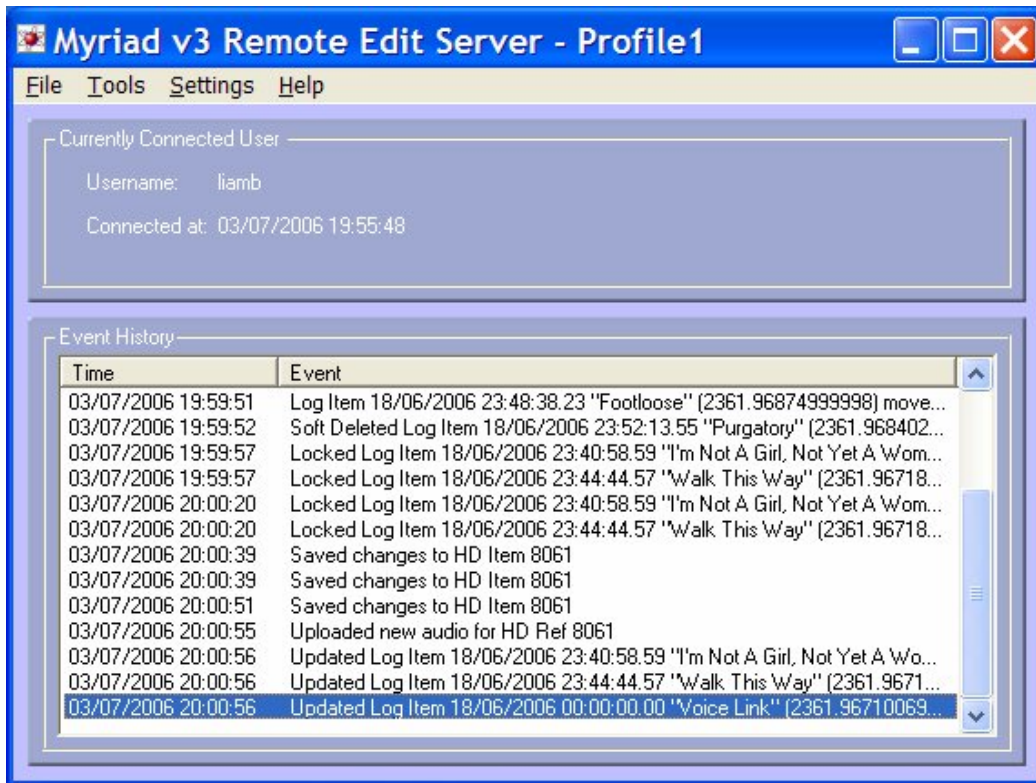 Myriad v3 Remote Edit Server - Profile1
File Tools Settings Help
Currently Connected User
Username: liamb
Connected at: 03/07/2006 19:55:48
Event History
Time Event
03/07/2006 19:59:51 Log Item 18/06/2006 23:48:38.23 "Footloose" (2361.96874999998) move...
03/07/2006 19:59:52 Soft Deleted Log Item 18/06/2006 23:52:13.55 "Purgatory" (2361.968402...
03/07/2006 19:59:57 Locked Log Item 18/06/2006 23:40:58.59 "I'm Not A Girl, Not Yet A Wom...
03/07/2006 19:59:57 Locked Log Item 18/06/2006 23:44:44.57 "Walk This Way" (2361.96718...
03/07/2006 20:00:20 Locked Log Item 18/06/2006 23:40:58.59 "I'm Not A Girl, Not Yet A Wom...
03/07/2006 20:00:20 Locked Log Item 18/06/2006 23:44:44.57 "Walk This Way" (2361.96718...
03/07/2006 20:00:39 Saved changes to HD Item 8061
03/07/2006 20:00:39 Saved changes to HD Item 8061
03/07/2006 20:00:51 Saved changes to HD Item 8061
03/07/2006 20:00:55 Uploaded new audio for HD Ref 8061
03/07/2006 20:00:56 Updated Log Item 18/06/2006 23:40:58.59 "I'm Not A Girl, Not Yet A Wo...
03/07/2006 20:00:56 Updated Log Item 18/06/2006 23:44:44.57 "Walk This Way" (2361.9671...
03/07/2006 20:00:56 Updated Log Item 18/06/2006 00:00:00.00 "Voice Link" (2361.96710069...